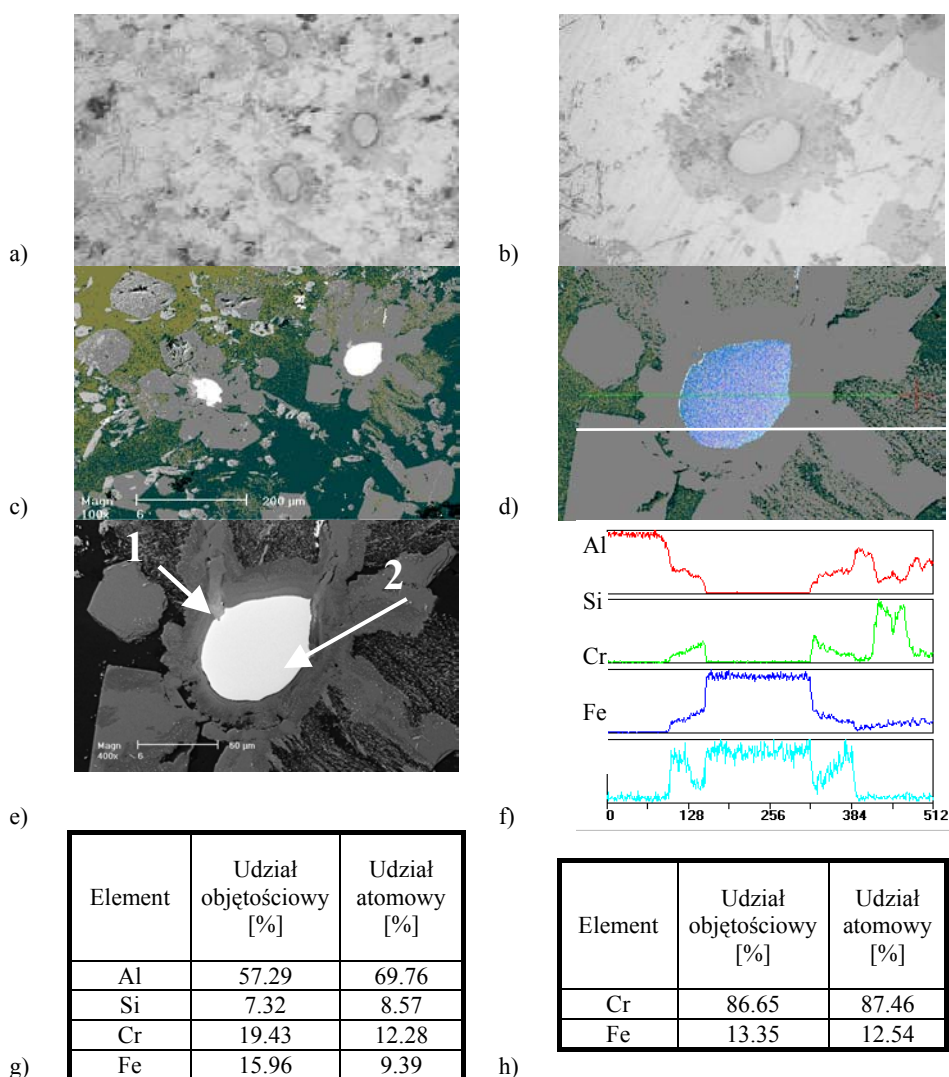 a)
b)
Magn
100x
6
200 µm
c)
d)
1
2
Magn
400x
6
50 µm
e)
Al
Si
Cr
Fe
0 128 256 384 512
f)
Element Udział objętościowy [%] Udział atomowy [%]
Al 57.29 69.76
Si 7.32 8.57
Cr 19.43 12.28
Fe 15.96 9.39
g)
Element Udział objętościowy [%] Udział atomowy [%]
Cr 86.65 87.46
Fe 13.35 12.54
h)